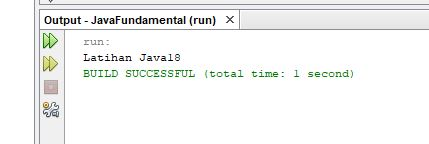 Output - JavaFundamental (run)
run:
Latihan Java18
BUILD SUCCESSFUL (total time: 1 second)